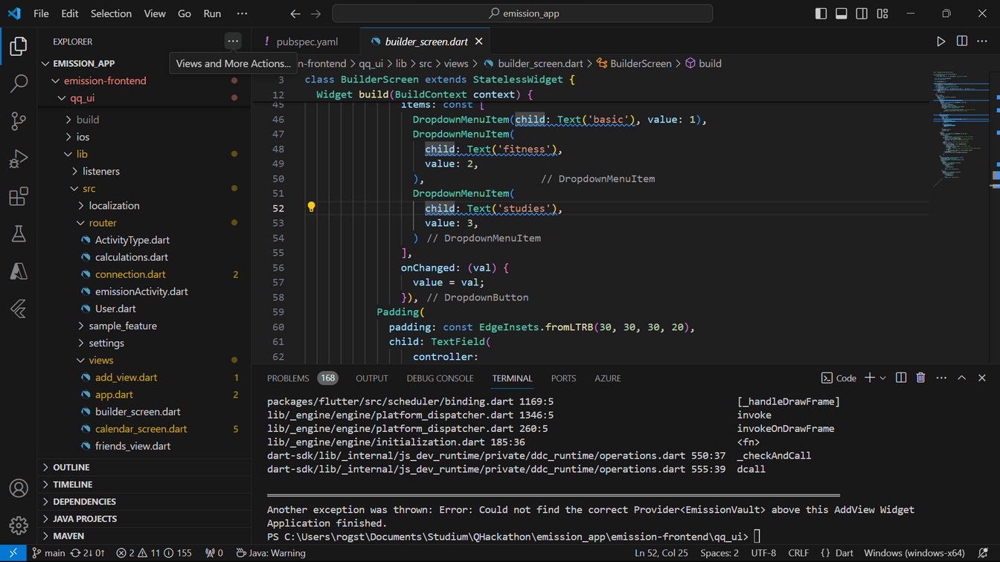 File Edit Selection View Go Run ··· ← → emission_app
EXPLORER ···
Views and More Actions...
EMISSION_APP
emission-frontend
qq_ui
build
ios
lib
listeners
src
localization
router
ActivityType.dart
calculations.dart
connection.dart 2
emissionActivity.dart
User.dart
sample_feature
settings
views
add_view.dart 1
app.dart 2
builder_screen.dart
calendar_screen.dart 5
friends_view.dart
OUTLINE
TIMELINE
DEPENDENCIES
JAVA PROJECTS
MAVEN
! pubspec.yaml builder_screen.dart
n-frontend > qq_ui > lib > src > views > builder_screen.dart > BuilderScreen > build
3 class BuilderScreen extends StatelessWidget {
12 Widget build(BuildContext context) {
45 items: const [
46 DropdownMenuItem(child: Text('basic'), value: 1),
47 DropdownMenuItem(
48 child: Text('fitness'),
49 value: 2,
50 ), // DropdownMenuItem
51 DropdownMenuItem(
52 child: Text('studies'),
53 value: 3,
54 ) // DropdownMenuItem
55 ],
56 onChanged: (val) {
57 value = val;
58 }), // DropdownButton
59 Padding(
60 padding: const EdgeInsets.fromLTRB(30, 30, 30, 20),
61 child: TextField(
62 controller:
PROBLEMS 168 OUTPUT DEBUG CONSOLE TERMINAL PORTS AZURE Code
packages/flutter/src/scheduler/binding.dart 1169:5 [_handleDrawFrame]
lib/_engine/engine/platform_dispatcher.dart 1346:5 invoke
lib/_engine/engine/platform_dispatcher.dart 260:5 invokeOnDrawFrame
lib/_engine/engine/initialization.dart 185:36 <fn>
dart-sdk/lib/_internal/js_dev_runtime/private/ddc_runtime/operations.dart 550:37 _checkAndCall
dart-sdk/lib/_internal/js_dev_runtime/private/ddc_runtime/operations.dart 555:39 dcall
Another exception was thrown: Error: Could not find the correct Provider<EmissionVault> above this AddView Widget
Application finished.
PS C:\Users\rogst\Documents\Studium\QHackathon\emission_app\emission-frontend\qq_ui>
main 2↓ 0↑ 2 11 155 0 Java: Warning Ln 52, Col 25 Spaces: 2 UTF-8 CRLF {} Dart Windows (windows-x64)